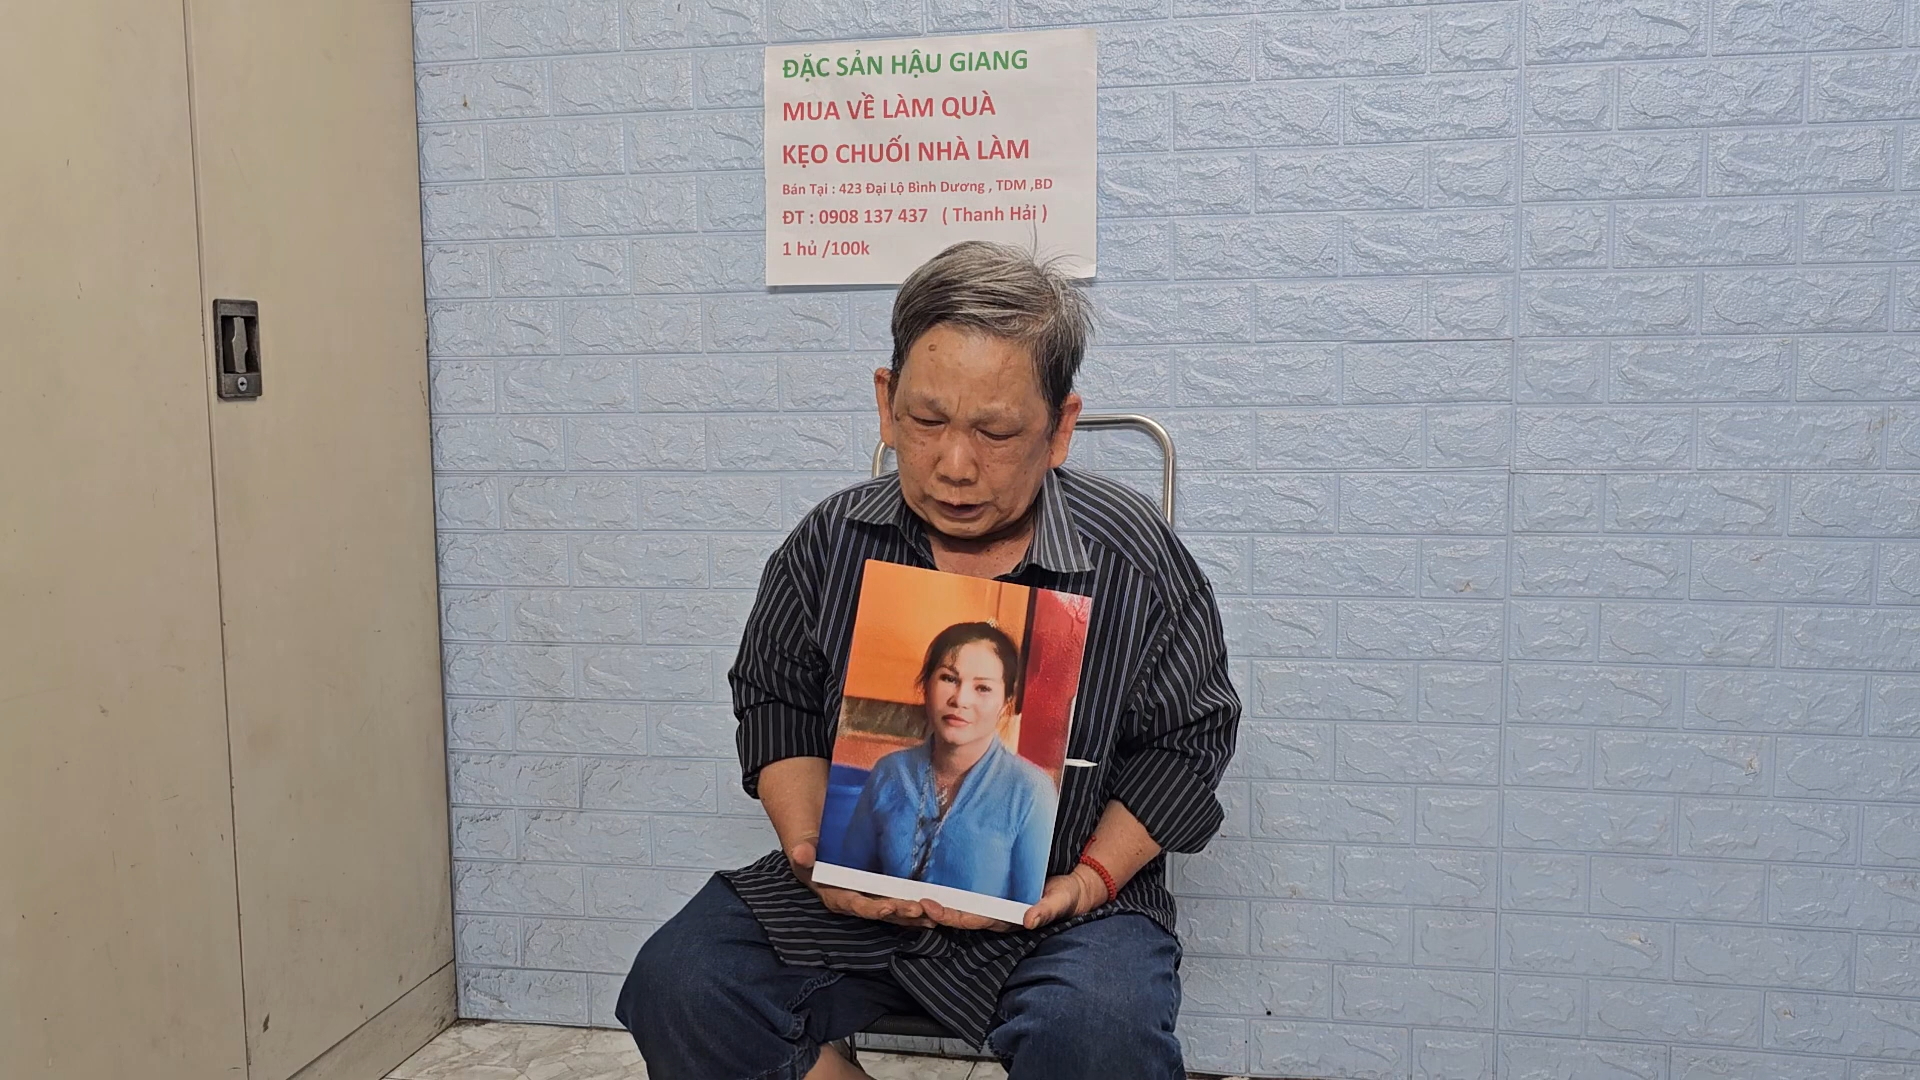 ĐẶC SẢN HẬU GIANG
MUA VỀ LÀM QUÀ
KẸO CHUỐI NHÀ LÀM
Bán Tại : 423 Đại Lộ Bình Dương , TDM ,BD
ĐT : 0908 137 437 ( Thanh Hải )
1 hủ /100k